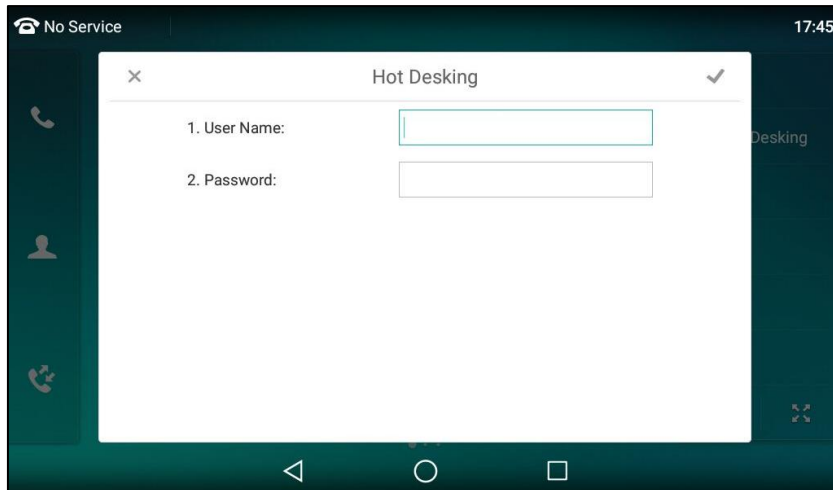 No Service
17:45
Hot Desking
1. User Name:
Desking
2. Password: